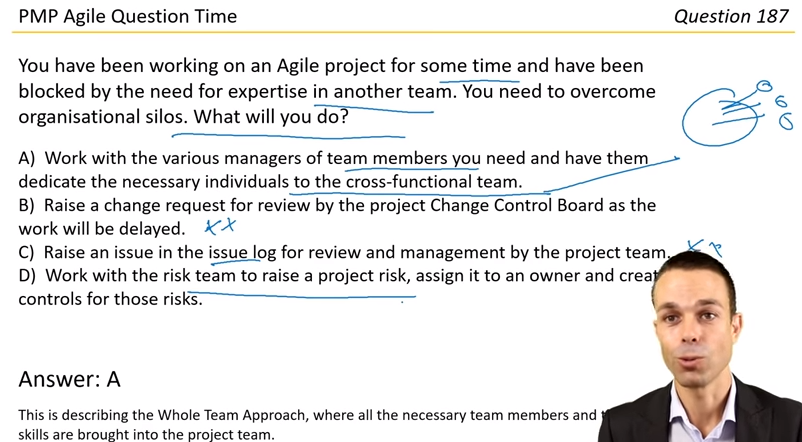 PMP Agile Question Time
Question 187
You have been working on an Agile project for some time and have been
blocked by the need for expertise in another team. You need to overcome
organisational silos. What will you do?
A) Work with the various managers of team members you need and have them
dedicate the necessary individuals to the cross-functional team.
B) Raise a change request for review by the project Change Control Board as the
work will be delayed.
C) Raise an issue in the issue log for review and management by the project team.
D) Work with the risk team to raise a project risk, assign it to an owner and
controls for those risks.
Answer: A
This is describing the Whole Team Approach, where all the necessary team members and
skills are brought into the project team.